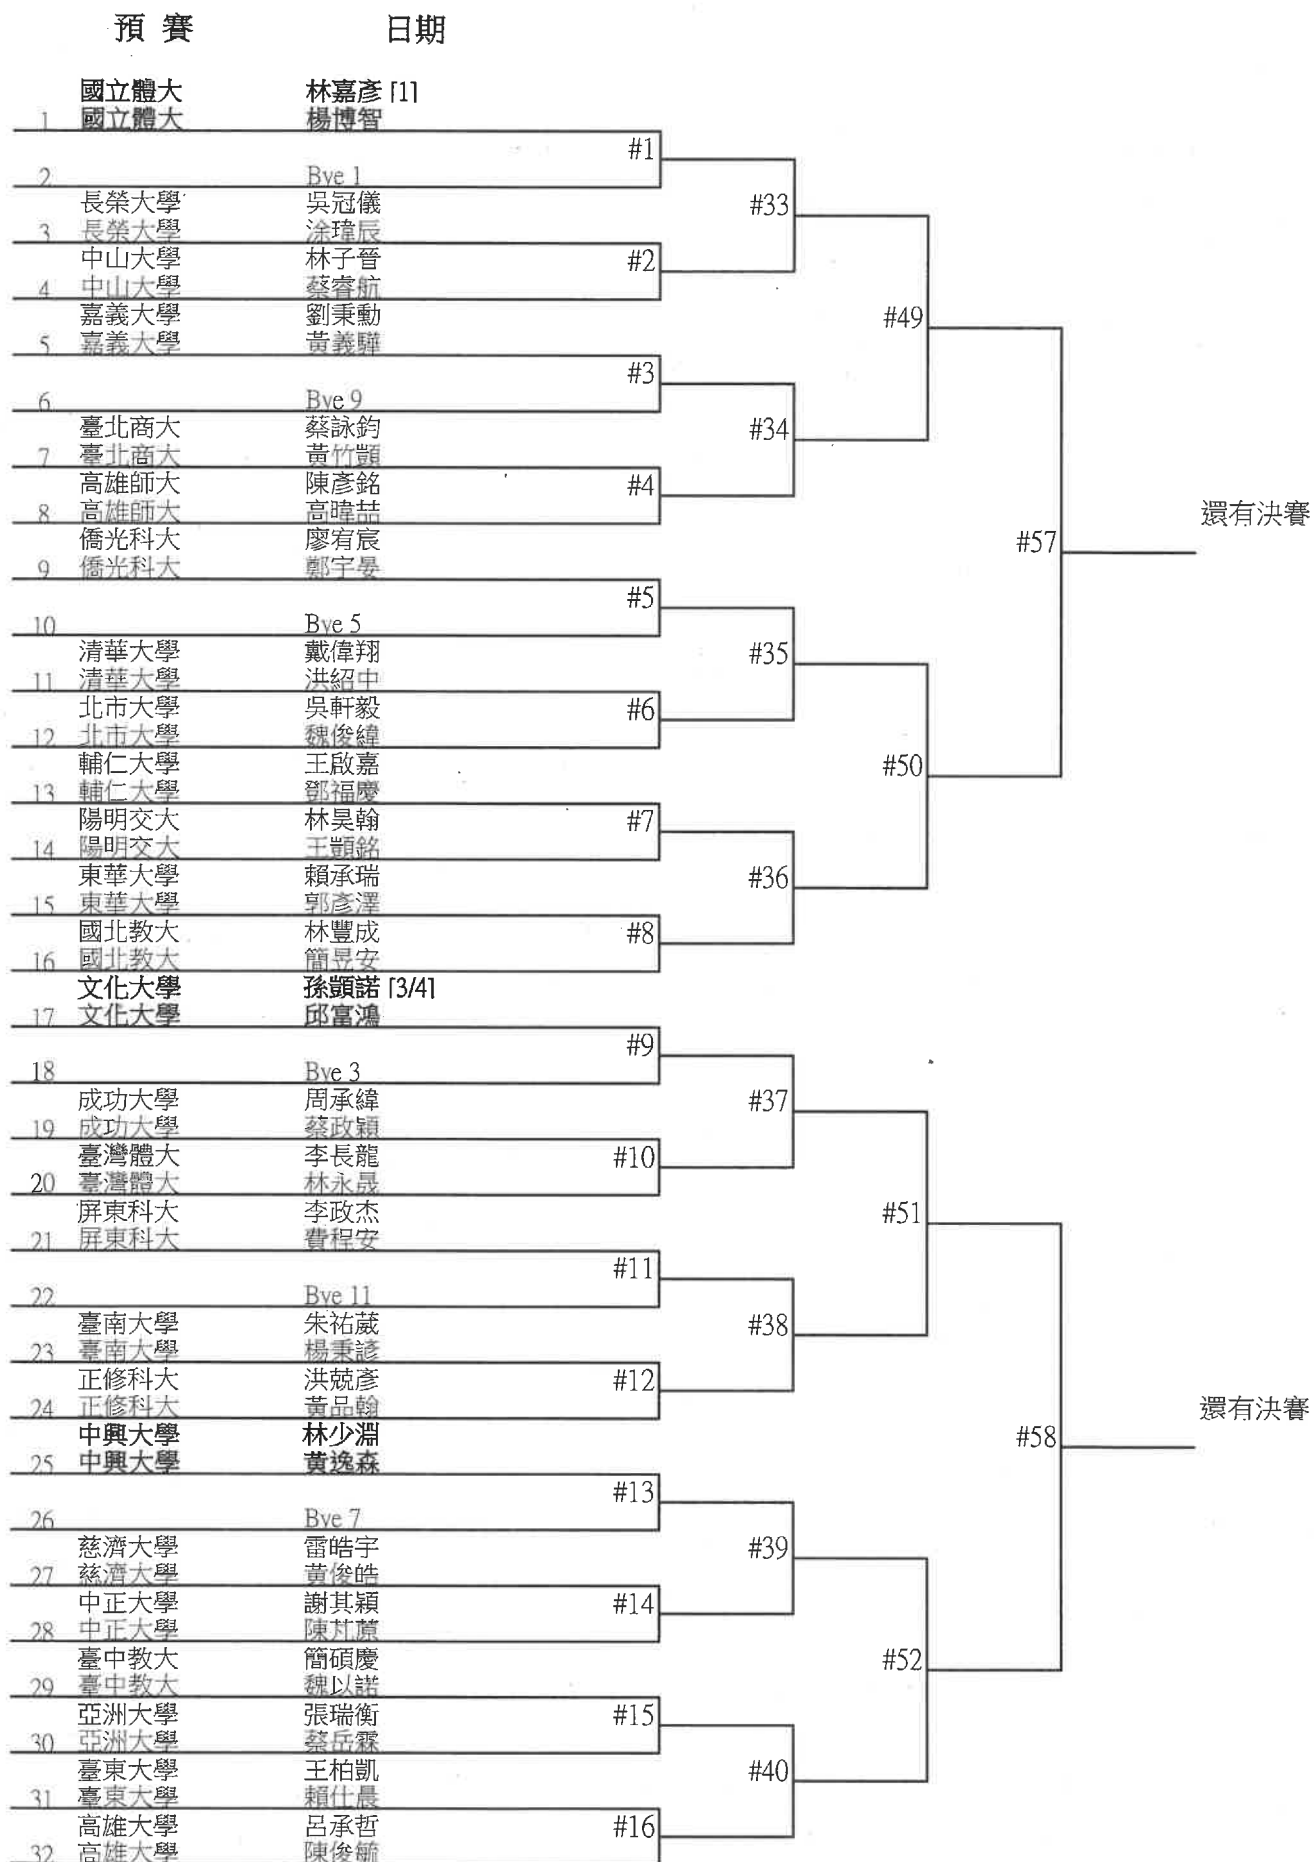 預 賽 日期
國立體大 林嘉彥 [1]
1 國立體大 楊博智
#1
2 Bye 1
長榮大學 吳冠儀
#33
3 長榮大學 涂瑋辰
中山大學 林子晉 #2
4 中山大學 蔡睿航
嘉義大學 劉秉勳 #49
5 嘉義大學 黃義驊
#3
6 Bye 9
臺北商大 蔡詠鈞 #34
7 臺北商大 黃竹顗
高雄師大 陳彥銘 #4
8 高雄師大 高暐喆
還有決賽
僑光科大 廖宥宸 #57
9 僑光科大 鄭宇晏
#5
10 Bye 5
清華大學 戴偉翔 #35
11 清華大學 洪紹中
北市大學 吳軒毅 #6
12 北市大學 魏俊緯
輔仁大學 王啟嘉 #50
13 輔仁大學 鄧福慶
陽明交大 林昊翰 #7
14 陽明交大 王顗銘
東華大學 賴承瑞 #36
15 東華大學 郭彥澤
國北教大 林豐成 #8
16 國北教大 簡昱安
文化大學 孫顗諾 [3/4]
17 文化大學 邱富鴻
#9
18 Bye 3
成功大學 周承緯 #37
19 成功大學 蔡政穎
臺灣體大 李長龍 #10
20 臺灣體大 林永晟
屏東科大 李政杰 #51
21 屏東科大 費程安
#11
22 Bye 11
臺南大學 朱祐葳 #38
23 臺南大學 楊秉諺
正修科大 洪兢彥 #12
24 正修科大 黃品翰
還有決賽
中興大學 林少淵 #58
25 中興大學 黃逸森
#13
26 Bye 7
慈濟大學 雷皓宇 #39
27 慈濟大學 黃俊皓
中正大學 謝其穎 #14
28 中正大學 陳芃蒝
臺中教大 簡碩慶 #52
29 臺中教大 魏以諾
亞洲大學 張瑞衡 #15
30 亞洲大學 蔡岳霖
臺東大學 王柏凱 #40
31 臺東大學 賴仕晨
高雄大學 呂承哲 #16
32 高雄大學 陳俊毓